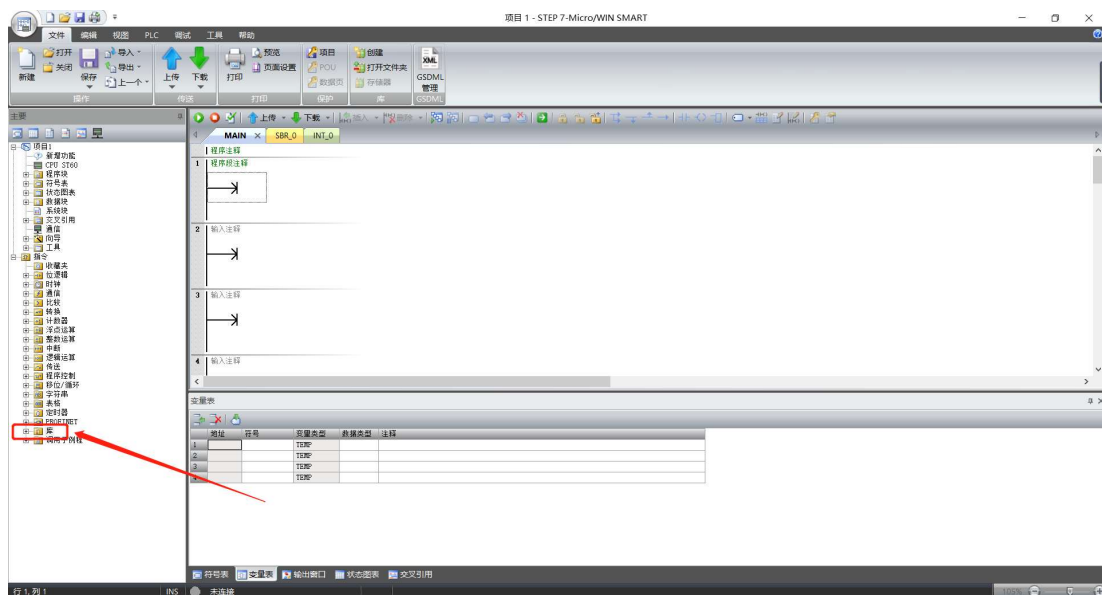 项目 1 - STEP 7-Micro/WIN SMART
文件 编辑 视图 PLC 调试 工具 帮助
新建 打开 关闭 保存 导入 导出 上一个 上传 下载 打印 预览 页面设置 项目 POU 数据页 创建 打开文件夹 存储器 XML GSDML 管理
操作 传送 打印 保护 库 GSDML
主要
上传 下载 插入 删除
MAIN SBR_0 INT_0
项目1
新增功能
CPU ST60
程序块
符号表
状态图表
数据块
系统块
交叉引用
通信
向导
工具
指令
收藏夹
位逻辑
时钟
通信
比较
转换
计数器
浮点运算
整数运算
中断
逻辑运算
传送
程序控制
移位/循环
字符串
表格
定时器
PROFINET
库
调用子例程
程序注释
1 程序段注释
2 输入注释
3 输入注释
4 输入注释
变量表
地址 符号 变量类型 数据类型 注释
1 TEMP
2 TEMP
3 TEMP
4 TEMP
符号表 变量表 输出窗口 状态图表 交叉引用
行 1, 列 1 INS 未连接